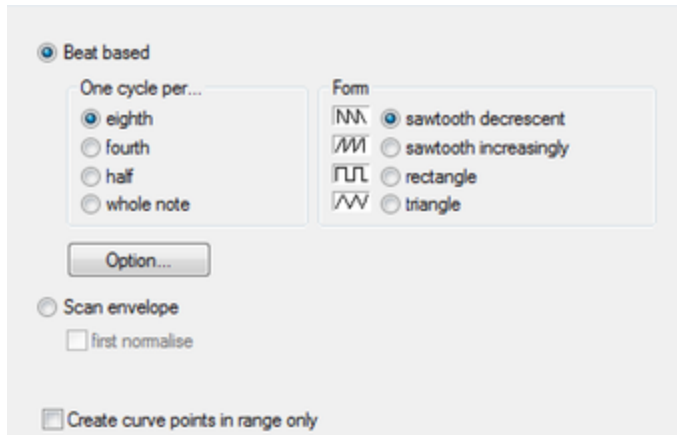 Beat based
One cycle per...
eighth
fourth
half
whole note
Form
sawtooth decrescent
sawtooth increasingly
rectangle
triangle
Option...
Scan envelope
first normalise
Create curve points in range only